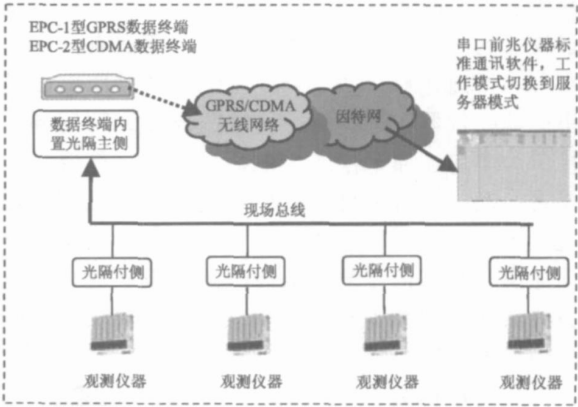 EPC-1型GPRS数据终端
EPC-2型CDMA数据终端
串口前兆仪器标
准通讯软件，工
作模式切换到服
务器模式
GPRS/CDMA
无线网络
因特网
数据终端内
置光隔主侧
现场总线
光隔付侧
光隔付侧
光隔付侧
光隔付侧
观测仪器
观测仪器
观测仪器
观测仪器